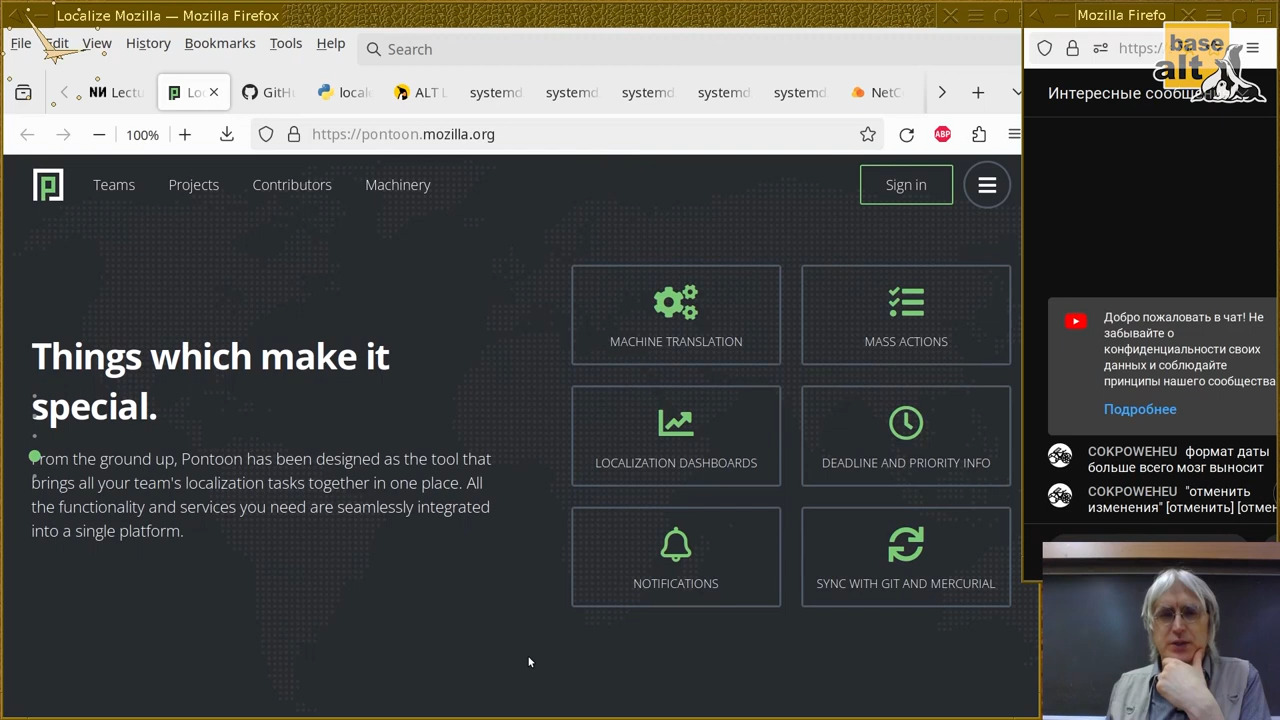 Localize Mozilla — Mozilla Firefox
File Edit View History Bookmarks Tools Help
Search
Lectu
Loc
GitHu
locale
ALT L
systemd
systemd
systemd
systemd
systemd
NetC
100%
https://pontoon.mozilla.org
ABP
Teams Projects Contributors Machinery
Sign in
Things which make it
special.
From the ground up, Pontoon has been designed as the tool that
brings all your team's localization tasks together in one place. All
the functionality and services you need are seamlessly integrated
into a single platform.
MACHINE TRANSLATION
MASS ACTIONS
LOCALIZATION DASHBOARDS
DEADLINE AND PRIORITY INFO
NOTIFICATIONS
SYNC WITH GIT AND MERCURIAL
Mozilla Firefo
https:/
base
alt
Интересные сообщен
Добро пожаловать в чат! Не
забывайте о
конфиденциальности своих
данных и соблюдайте
принципы нашего сообщества
Подробнее
COKPOWEHEU формат даты
больше всего мозг выносит
COKPOWEHEU "отменить
изменения" [отменить] [отмен